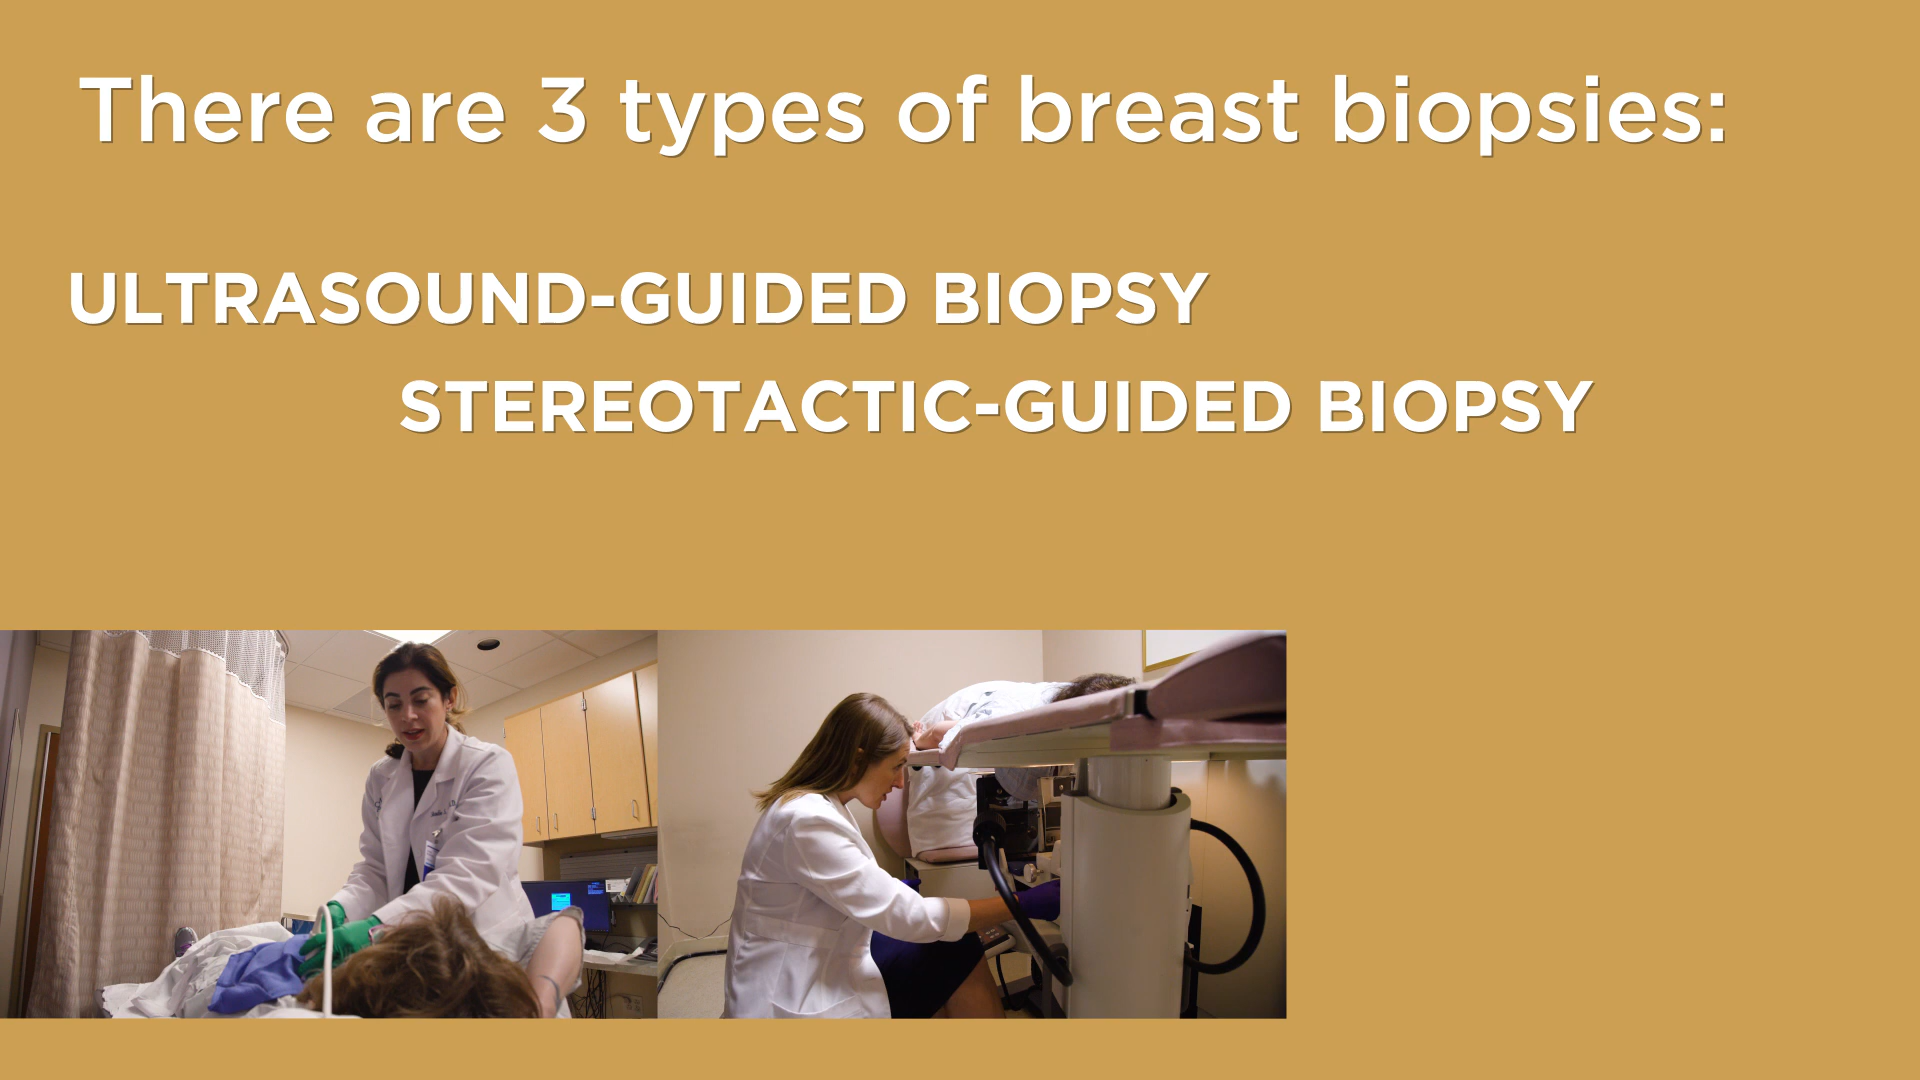 There are 3 types of breast biopsies:
ULTRASOUND-GUIDED BIOPSY
STEREOTACTIC-GUIDED BIOPSY